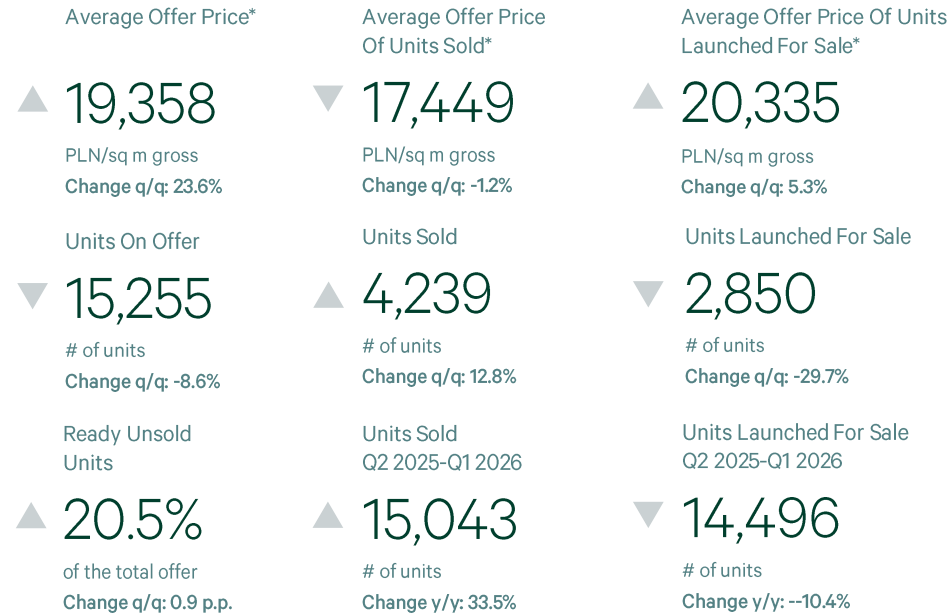 Average Offer Price*
19,358
PLN/sq m gross
Change q/q: 23.6%
Average Offer Price
Of Units Sold*
17,449
PLN/sq m gross
Change q/q: -1.2%
Average Offer Price Of Units
Launched For Sale*
20,335
PLN/sq m gross
Change q/q: 5.3%
Units On Offer
15,255
# of units
Change q/q: -8.6%
Units Sold
4,239
# of units
Change q/q: 12.8%
Units Launched For Sale
2,850
# of units
Change q/q: -29.7%
Ready Unsold
Units
20.5%
of the total offer
Change q/q: 0.9 p.p.
Units Sold
Q2 2025-Q1 2026
15,043
# of units
Change y/y: 33.5%
Units Launched For Sale
Q2 2025-Q1 2026
14,496
# of units
Change y/y: --10.4%